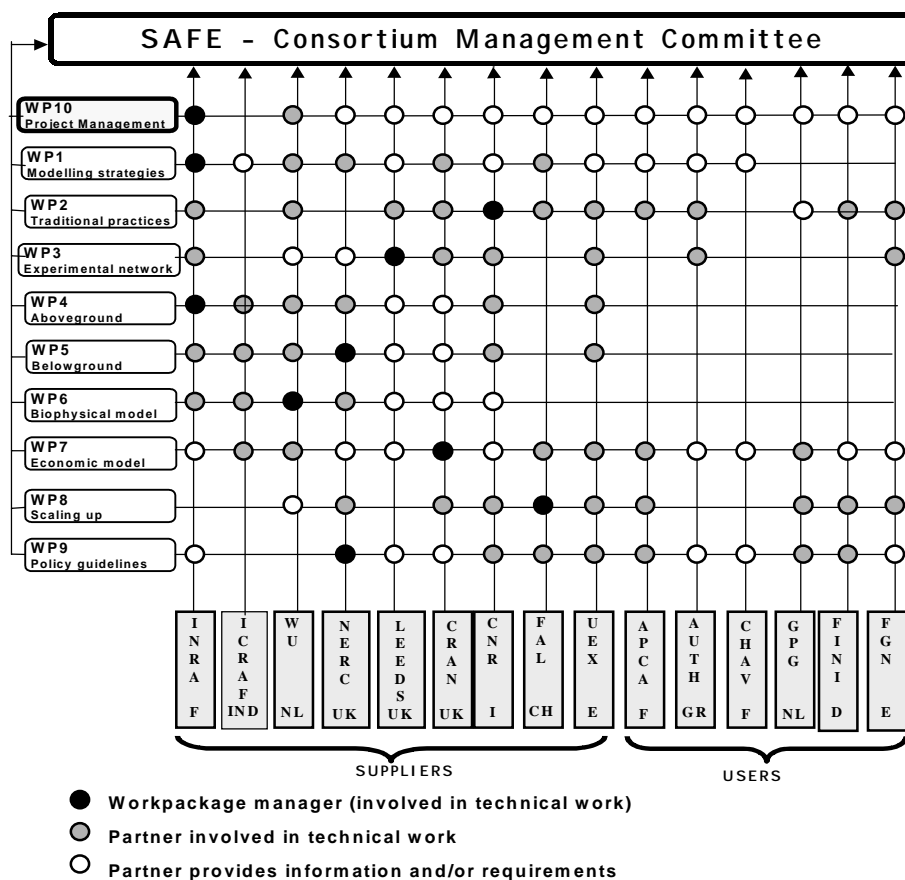 SAFE - Consortium Management Committee
WP10
Project Management
WP1
Modelling strategies
WP2
Traditional practices
WP3
Experimental network
WP4
Aboveground
WP5
Belowground
WP6
Biophysical model
WP7
Economic model
WP8
Scaling up
WP9
Policy guidelines
INRA F
ICRAF IND
WU NL
NERC UK
LEEDS UK
CRAN UK
CNR I
FAL CH
UEX E
APCA F
AUTH GR
CHAV F
GPG NL
FINI D
FGN E
SUPPLIERS
USERS
Workpackage manager (involved in technical work)
Partner involved in technical work
Partner provides information and/or requirements